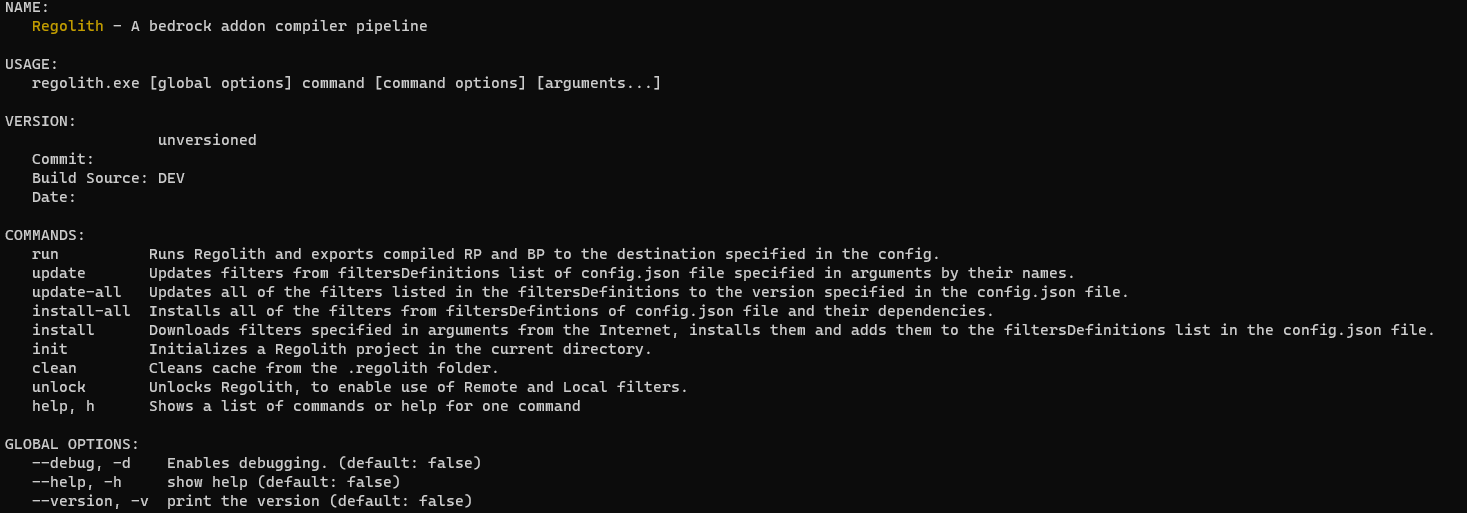 NAME:
Regolith - A bedrock addon compiler pipeline
USAGE:
regolith.exe [global options] command [command options] [arguments...]
VERSION:
unversioned
Commit:
Build Source: DEV
Date:
COMMANDS:
run Runs Regolith and exports compiled RP and BP to the destination specified in the config.
update Updates filters from filtersDefinitions list of config.json file specified in arguments by their names.
update-all Updates all of the filters listed in the filtersDefinitions to the version specified in the config.json file.
install-all Installs all of the filters from filtersDefintions of config.json file and their dependencies.
install Downloads filters specified in arguments from the Internet, installs them and adds them to the filtersDefinitions list in the config.json file.
init Initializes a Regolith project in the current directory.
clean Cleans cache from the .regolith folder.
unlock Unlocks Regolith, to enable use of Remote and Local filters.
help, h Shows a list of commands or help for one command
GLOBAL OPTIONS:
--debug, -d Enables debugging. (default: false)
--help, -h show help (default: false)
--version, -v print the version (default: false)